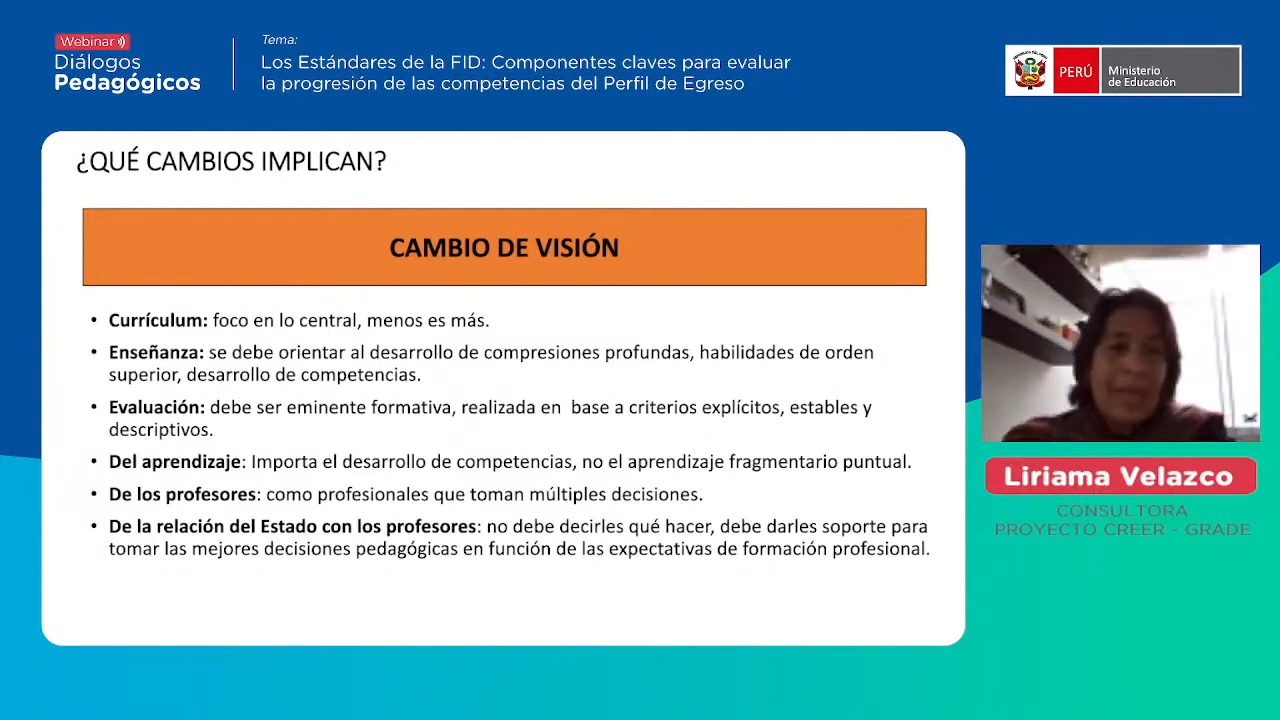 Webinar
Diálogos
Pedagógicos
Tema:
Los Estándares de la FID: Componentes claves para evaluar
la progresión de las competencias del Perfil de Egreso
PERÚ
Ministerio
de Educación
¿QUÉ CAMBIOS IMPLICAN?
CAMBIO DE VISIÓN
• Currículum: foco en lo central, menos es más.
• Enseñanza: se debe orientar al desarrollo de compresiones profundas, habilidades de orden
superior, desarrollo de competencias.
• Evaluación: debe ser eminente formativa, realizada en  base a criterios explícitos, estables y
descriptivos.
• Del aprendizaje: Importa el desarrollo de competencias, no el aprendizaje fragmentario puntual.
• De los profesores: como profesionales que toman múltiples decisiones.
• De la relación del Estado con los profesores: no debe decirles qué hacer, debe darles soporte para
tomar las mejores decisiones pedagógicas en función de las expectativas de formación profesional.
Liriama Velazco
CONSULTORA
PROYECTO CREER - GRADE